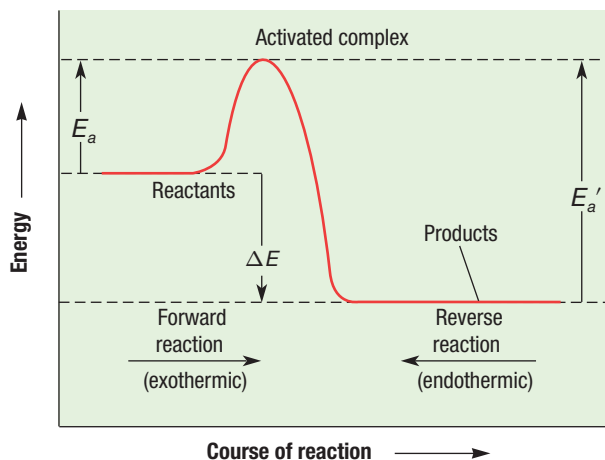 Activated complex
Eₐ
Reactants
Eₐ′
Energy
ΔE
Products
Forward
reaction
(exothermic)
Reverse
reaction
(endothermic)
Course of reaction